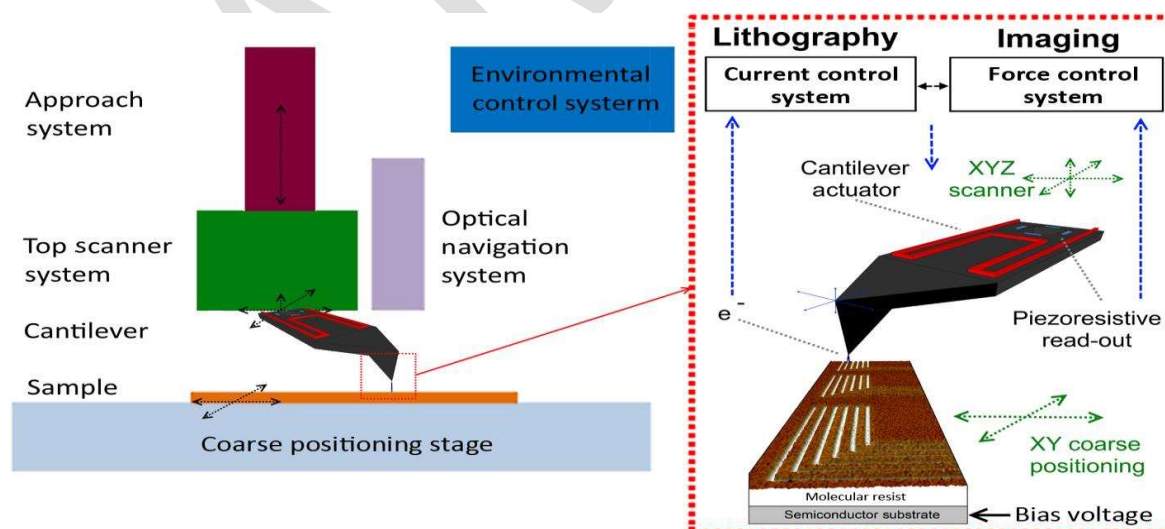 Approach
system
Environmental
control systerm
Top scanner
system
Optical
navigation
system
Cantilever
Sample
Coarse positioning stage
Lithography
Imaging
Current control
system
Force control
system
Cantilever
actuator
XYZ
scanner
e-
Piezoresistive
read-out
XY coarse
positioning
Molecular resist
Semiconductor substrate
Bias voltage